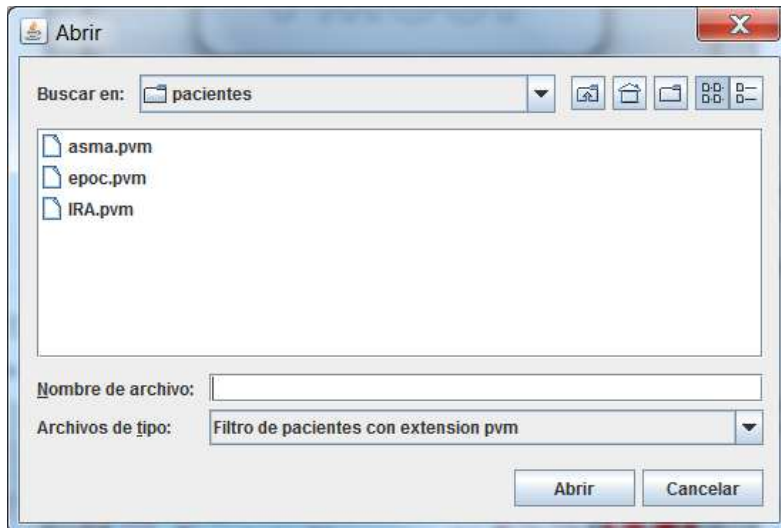 Abrir
Buscar en: pacientes
asma.pvm
epoc.pvm
IRA.pvm
Nombre de archivo:
Archivos de tipo: Filtro de pacientes con extension pvm
Abrir Cancelar